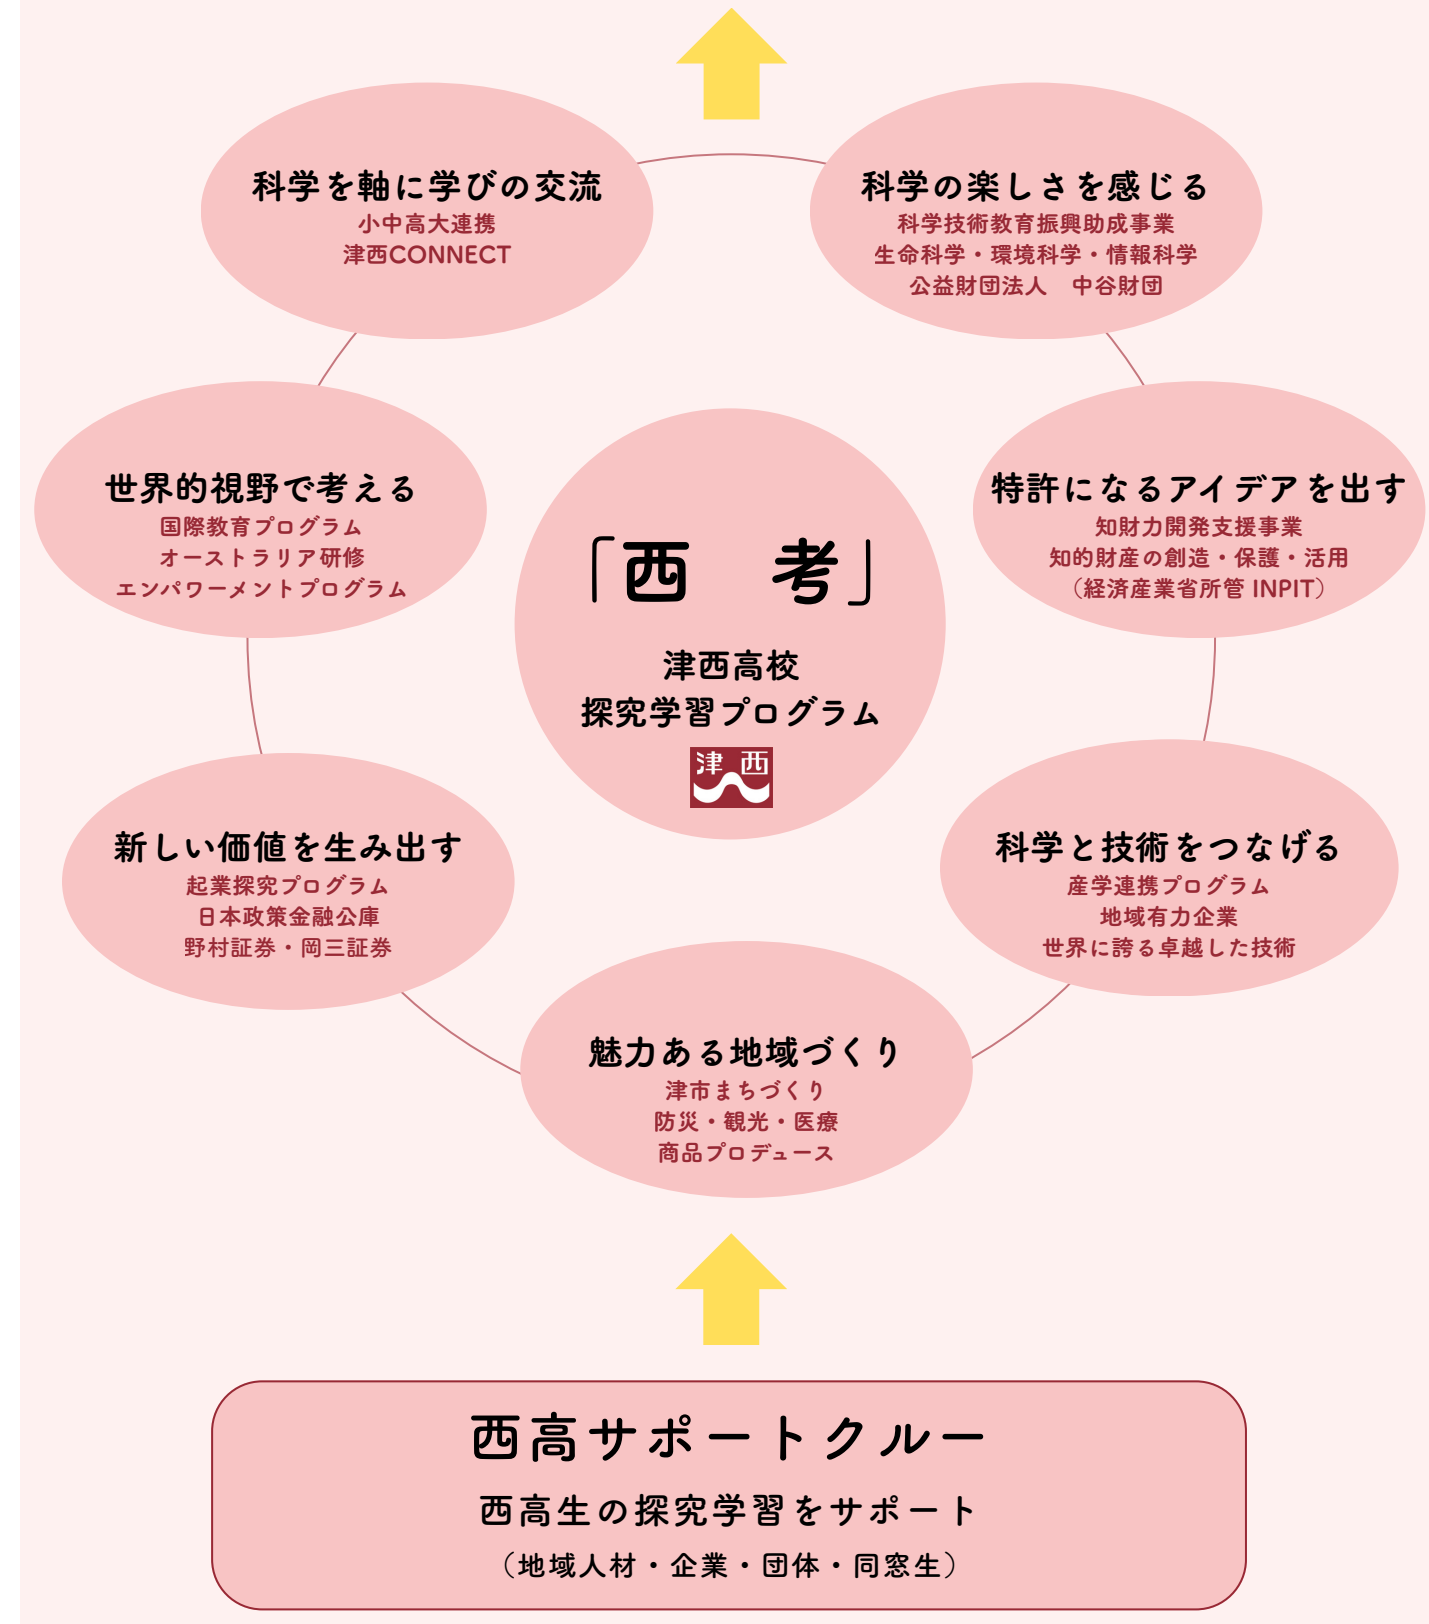 科学を軸に学びの交流
小中高大連携
津西CONNECT
科学の楽しさを感じる
科学技術教育振興助成事業
生命科学・環境科学・情報科学
公益財団法人　中谷財団
世界的視野で考える
国際教育プログラム
オーストラリア研修
エンパワーメントプログラム
特許になるアイデアを出す
知財力開発支援事業
知的財産の創造・保護・活用
（経済産業省所管 INPIT）
「西　考」
津西高校
探究学習プログラム
津西
新しい価値を生み出す
起業探究プログラム
日本政策金融公庫
野村証券・岡三証券
科学と技術をつなげる
産学連携プログラム
地域有力企業
世界に誇る卓越した技術
魅力ある地域づくり
津市まちづくり
防災・観光・医療
商品プロデュース
西高サポートクルー
西高生の探究学習をサポート
（地域人材・企業・団体・同窓生）